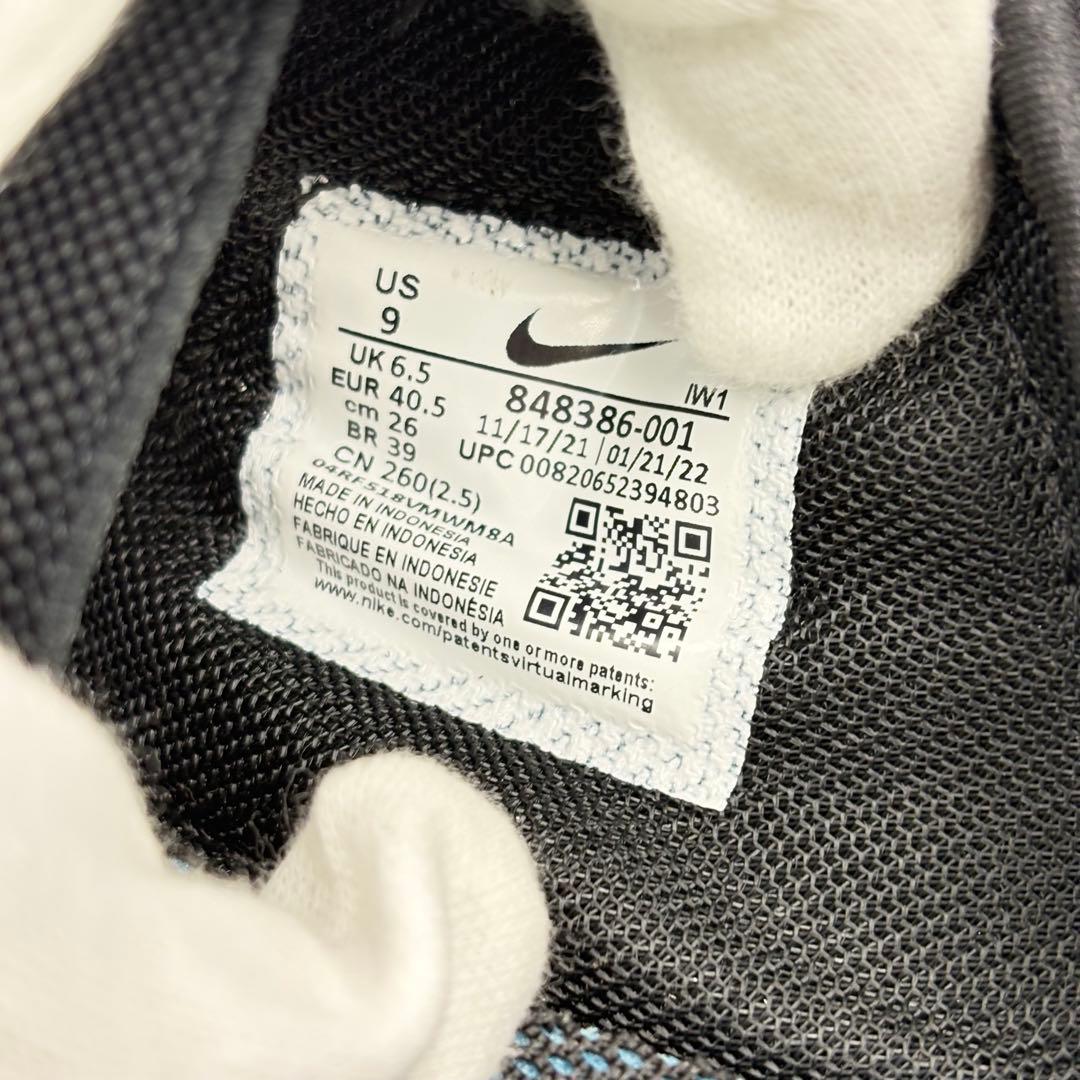 US
9
UK 6.5
EUR 40.5
cm 26
BR 39
CN 260(2.5)
IW1
848386-001
11/17/21 | 01/21/22
UPC 00820652394803
04RFS18VMWM8A
MADE IN INDONESIA
HECHO EN INDONESIA
FABRIQUE EN INDONESIE
FABRICADO NA INDONÉSIA
This product is covered by one or more patents:
www.nike.com/patentsvirtualmarking